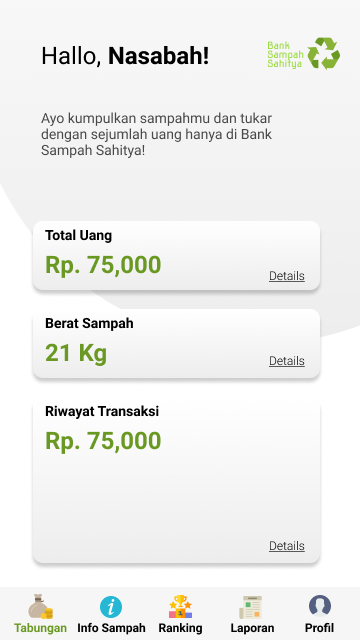 Hallo, Nasabah!
Bank
Sampah
Sahitya
Ayo kumpulkan sampahmu dan tukar
dengan sejumlah uang hanya di Bank
Sampah Sahitya!
Total Uang
Rp. 75,000
Details
Berat Sampah
21 Kg
Details
Riwayat Transaksi
Rp. 75,000
Details
Tabungan
Info Sampah
Ranking
Laporan
Profil